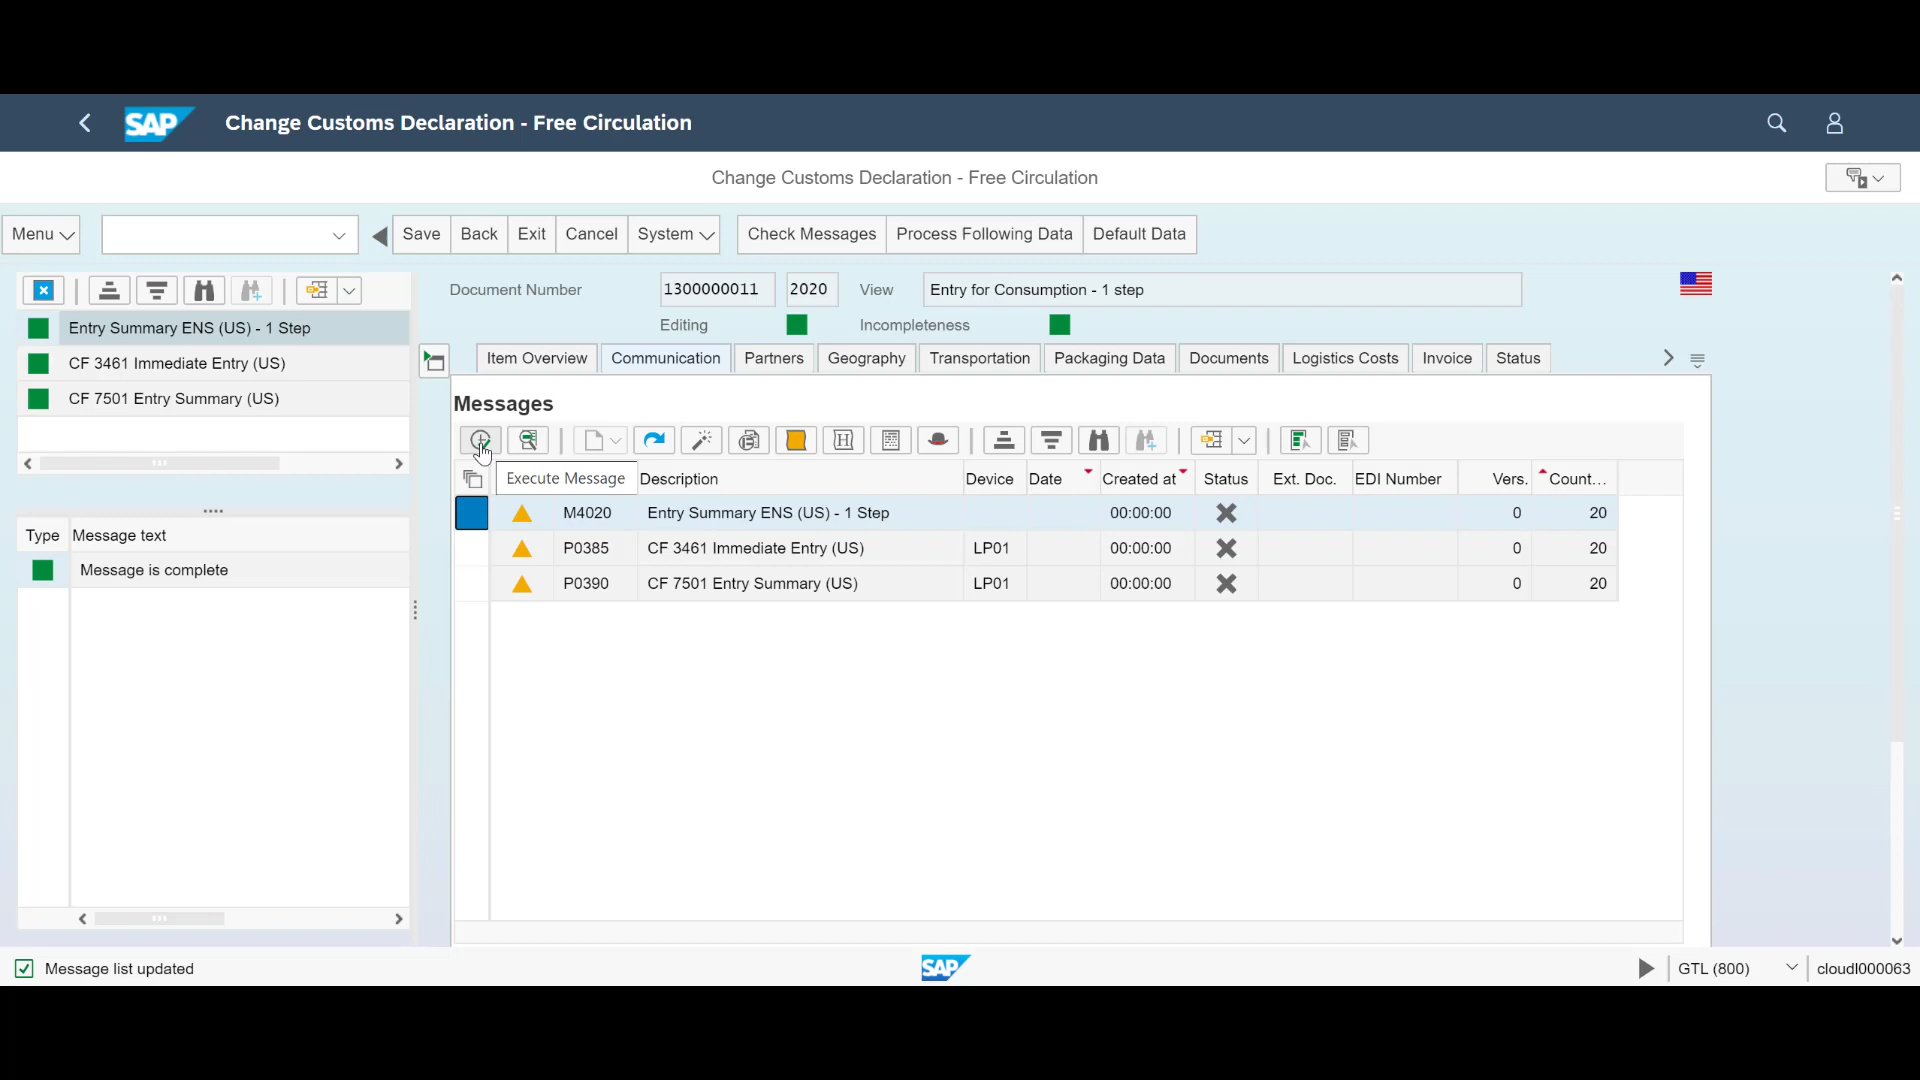 SAP Change Customs Declaration - Free Circulation
Change Customs Declaration - Free Circulation
Menu Save Back Exit Cancel System Check Messages Process Following Data Default Data
Document Number 1300000011 2020 View Entry for Consumption - 1 step
Editing Incompleteness
Entry Summary ENS (US) - 1 Step
CF 3461 Immediate Entry (US)
CF 7501 Entry Summary (US)
Item Overview Communication Partners Geography Transportation Packaging Data Documents Logistics Costs Invoice Status
Messages
Execute Message Description Device Date Created at Status Ext. Doc. EDI Number Vers. Count...
M4020 Entry Summary ENS (US) - 1 Step 00:00:00 0 20
P0385 CF 3461 Immediate Entry (US) LP01 00:00:00 0 20
P0390 CF 7501 Entry Summary (US) LP01 00:00:00 0 20
Type Message text
Message is complete
Message list updated SAP GTL (800) cloudl000063